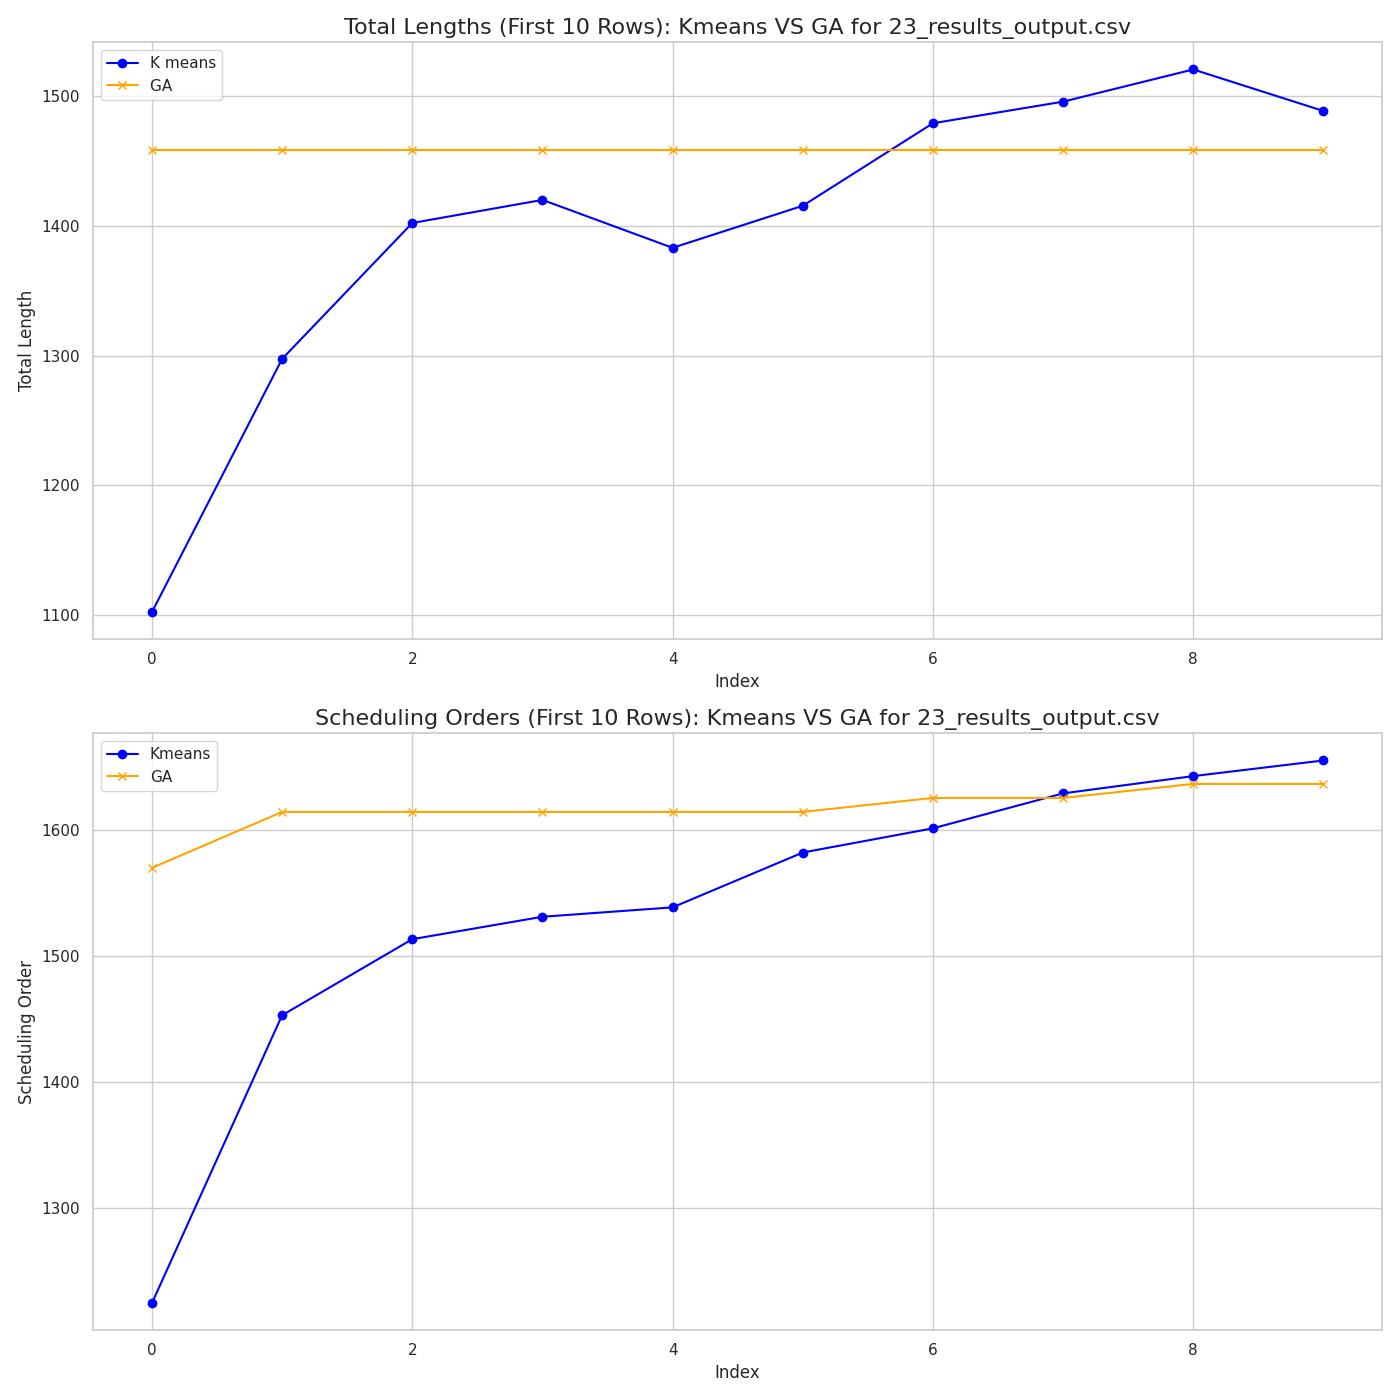 Total Lengths (First 10 Rows): Kmeans VS GA for 23_results_output.csv
K means
GA
1500
1400
1300
1200
1100
Total Length
0 2 4 6 8
Index
Scheduling Orders (First 10 Rows): Kmeans VS GA for 23_results_output.csv
Kmeans
GA
1600
1500
1400
1300
Scheduling Order
0 2 4 6 8
Index